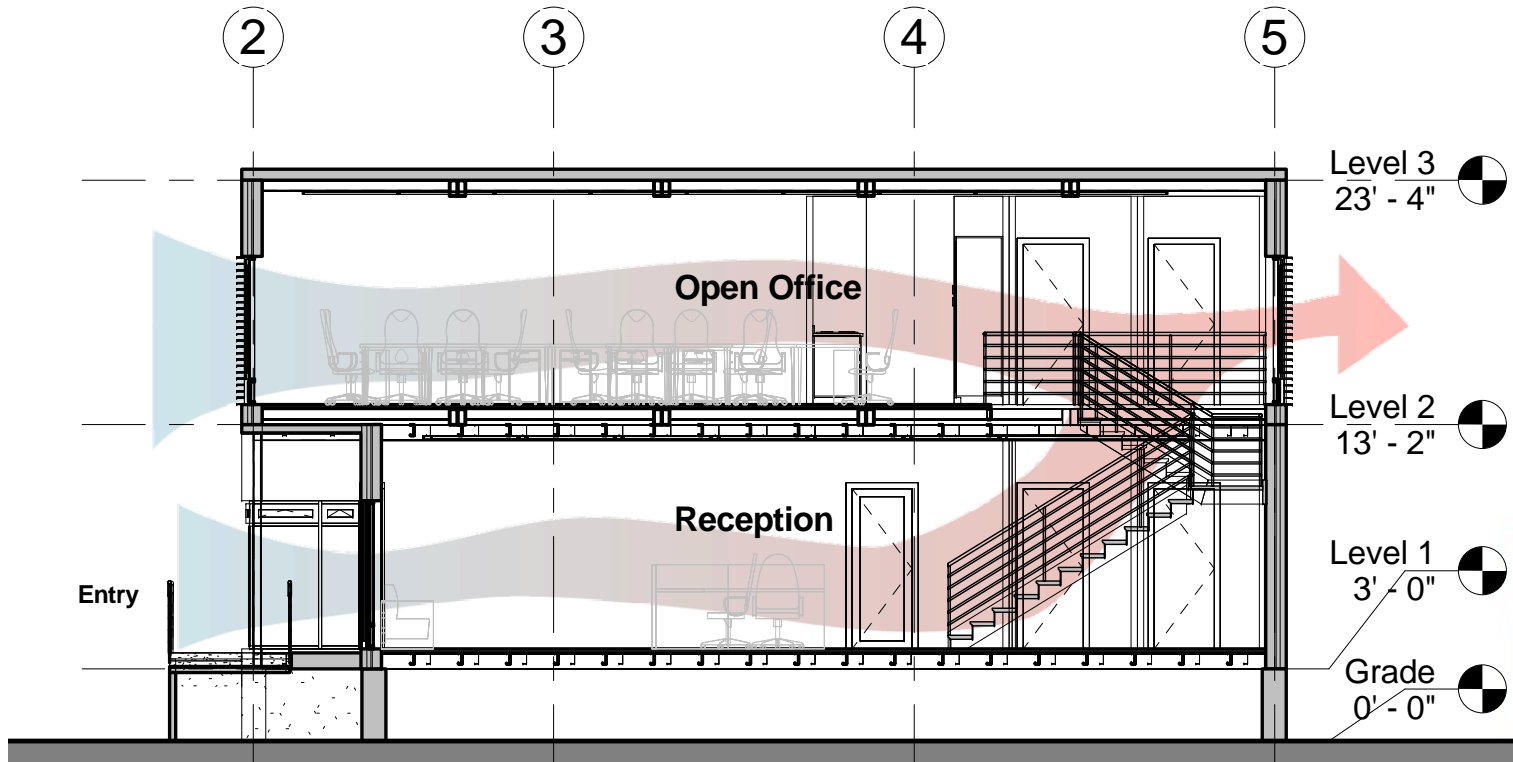 2
3
4
5
Level 3
23' - 4"
Open Office
Level 2
13' - 2"
Reception
Level 1
3' - 0"
Entry
Grade
0' - 0"